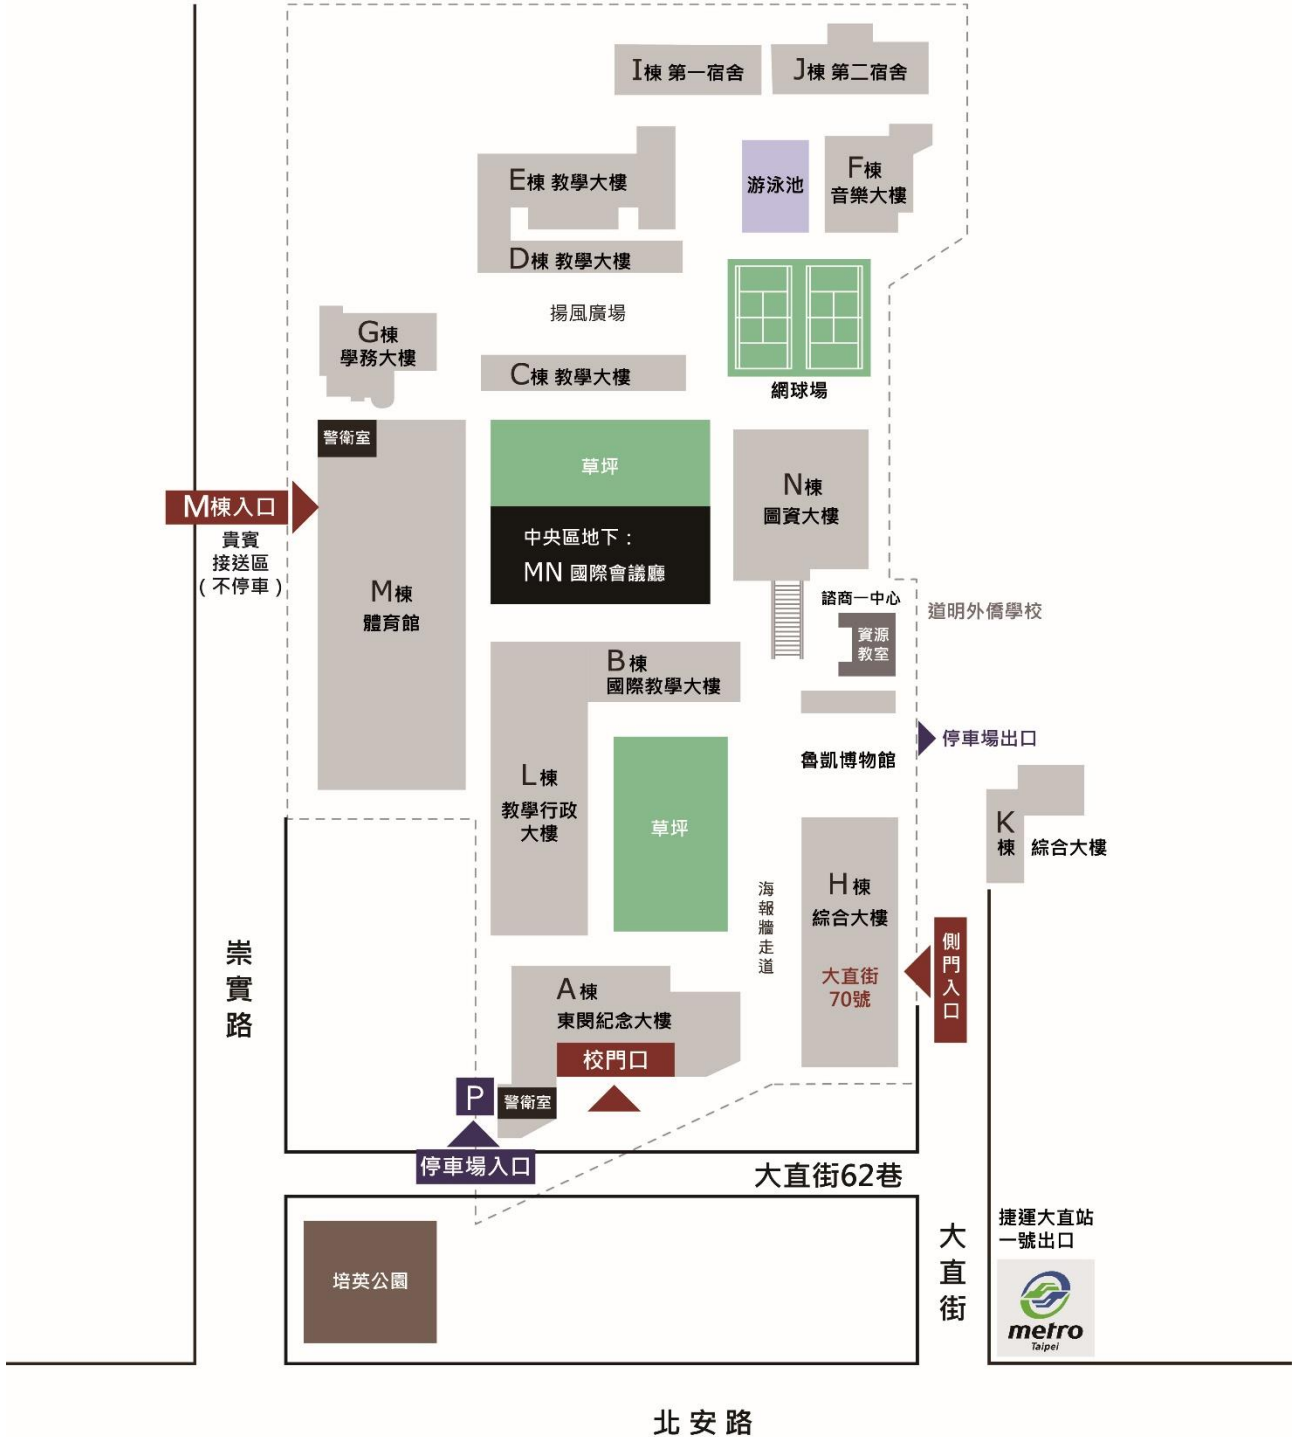 I棟 第一宿舍
J棟 第二宿舍
E棟 教學大樓
游泳池
F棟
音樂大樓
D棟 教學大樓
揚風廣場
G棟
學務大樓
C棟 教學大樓
網球場
警衛室
草坪
M棟入口
貴賓
接送區
(不停車)
N棟
圖資大樓
中央區地下：
MN 國際會議廳
M棟
體育館
諮商一中心
資源
教室
道明外僑學校
B棟
國際教學大樓
停車場出口
魯凱博物館
L棟
教學行政
大樓
草坪
K
棟 綜合大樓
H棟
綜合大樓
海報牆走道
側門入口
大直街
70號
崇實路
A棟
東閔紀念大樓
校門口
P
警衛室
停車場入口
大直街62巷
捷運大直站
一號出口
大直街
培英公園
metro
Taipei
北安路